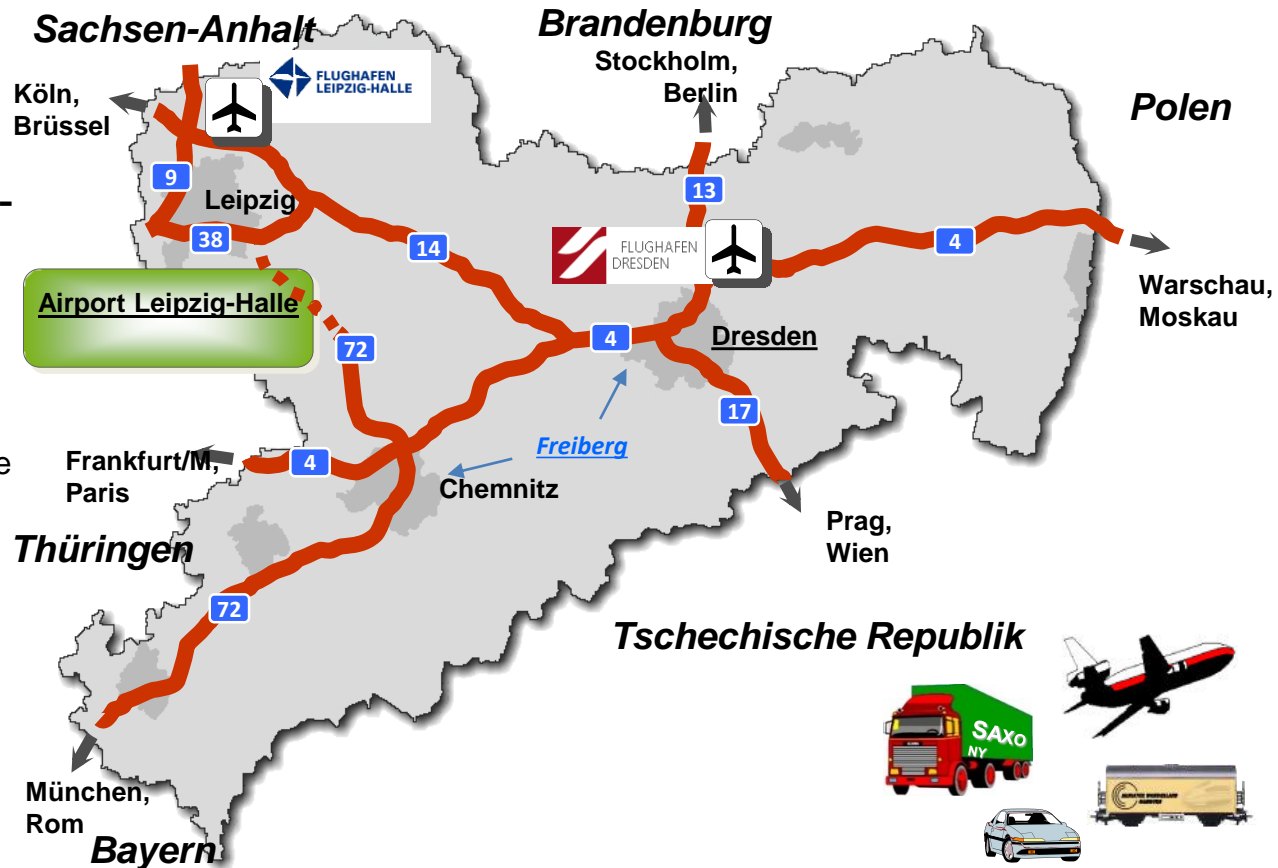 Sachsen-Anhalt
Brandenburg
Stockholm,
Berlin
FLUGHAFEN
LEIPZIG-HALLE
Köln,
Brüssel
Polen
9
Leipzig
13
38
14
FLUGHAFEN
DRESDEN
4
Airport Leipzig-Halle
Warschau,
Moskau
72
4
Dresden
17
Freiberg
e
Frankfurt/M,
Paris
4
Chemnitz
Prag,
Wien
Thüringen
72
Tschechische Republik
SAXO
NY
München,
Rom
Bayern